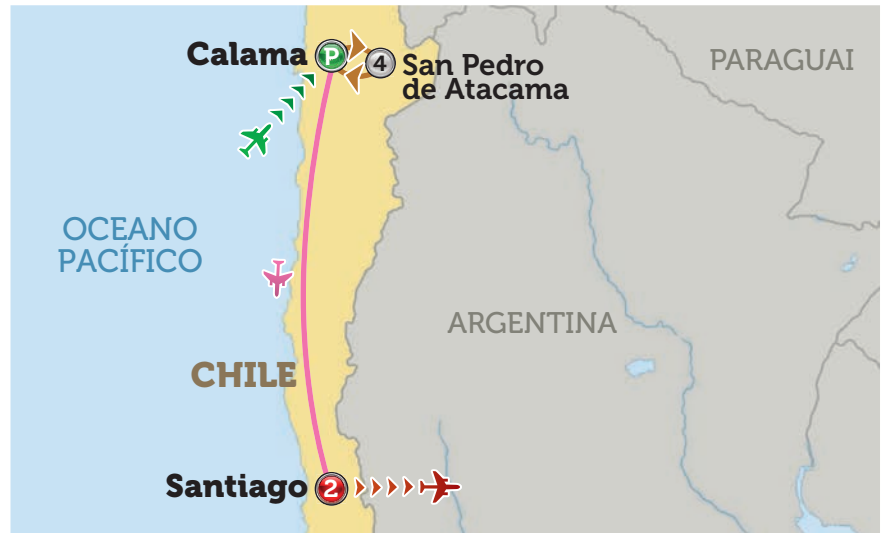 Calama
P
4
San Pedro
de Atacama
PARAGUAI
OCEANO
PACÍFICO
ARGENTINA
CHILE
Santiago
2